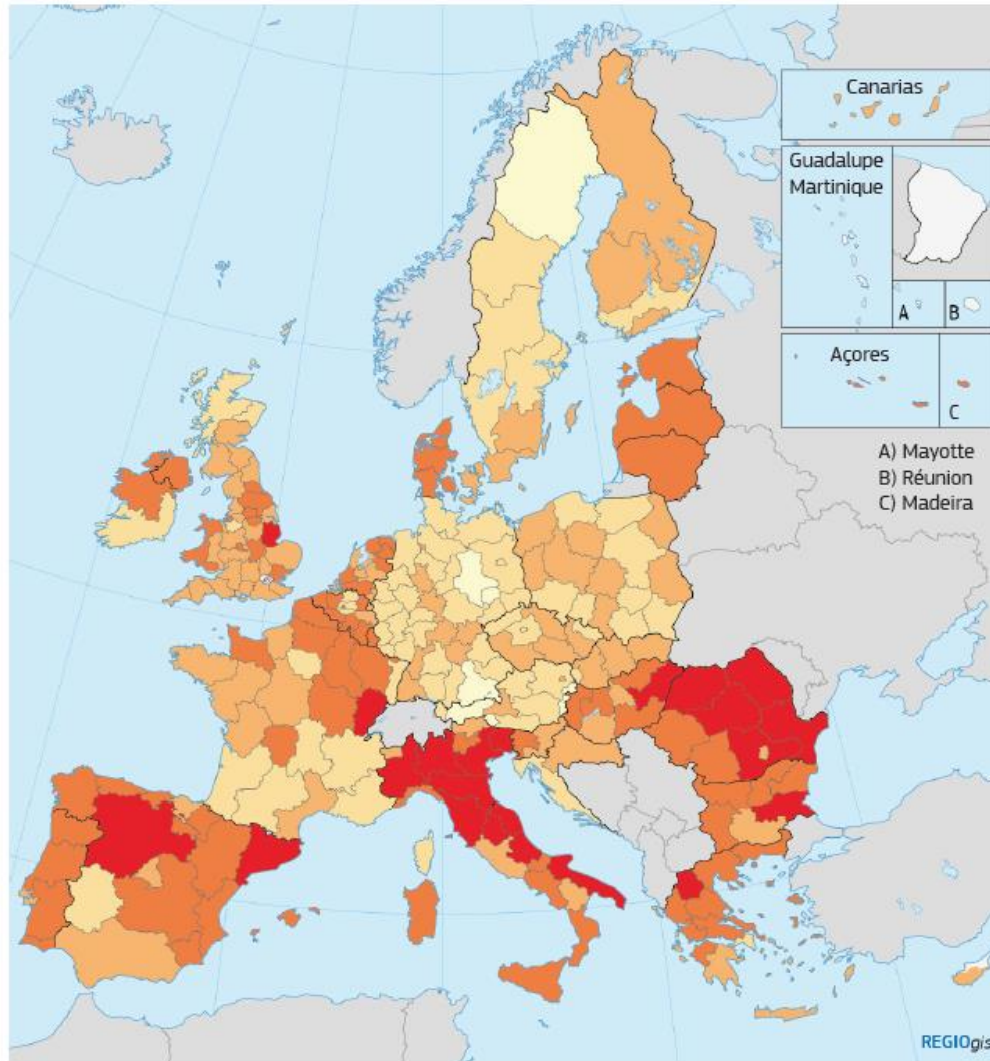 Canarias
Guadalupe
Martinique
A
B
Açores
C
A) Mayotte
B) Réunion
C) Madeira
REGIOgis